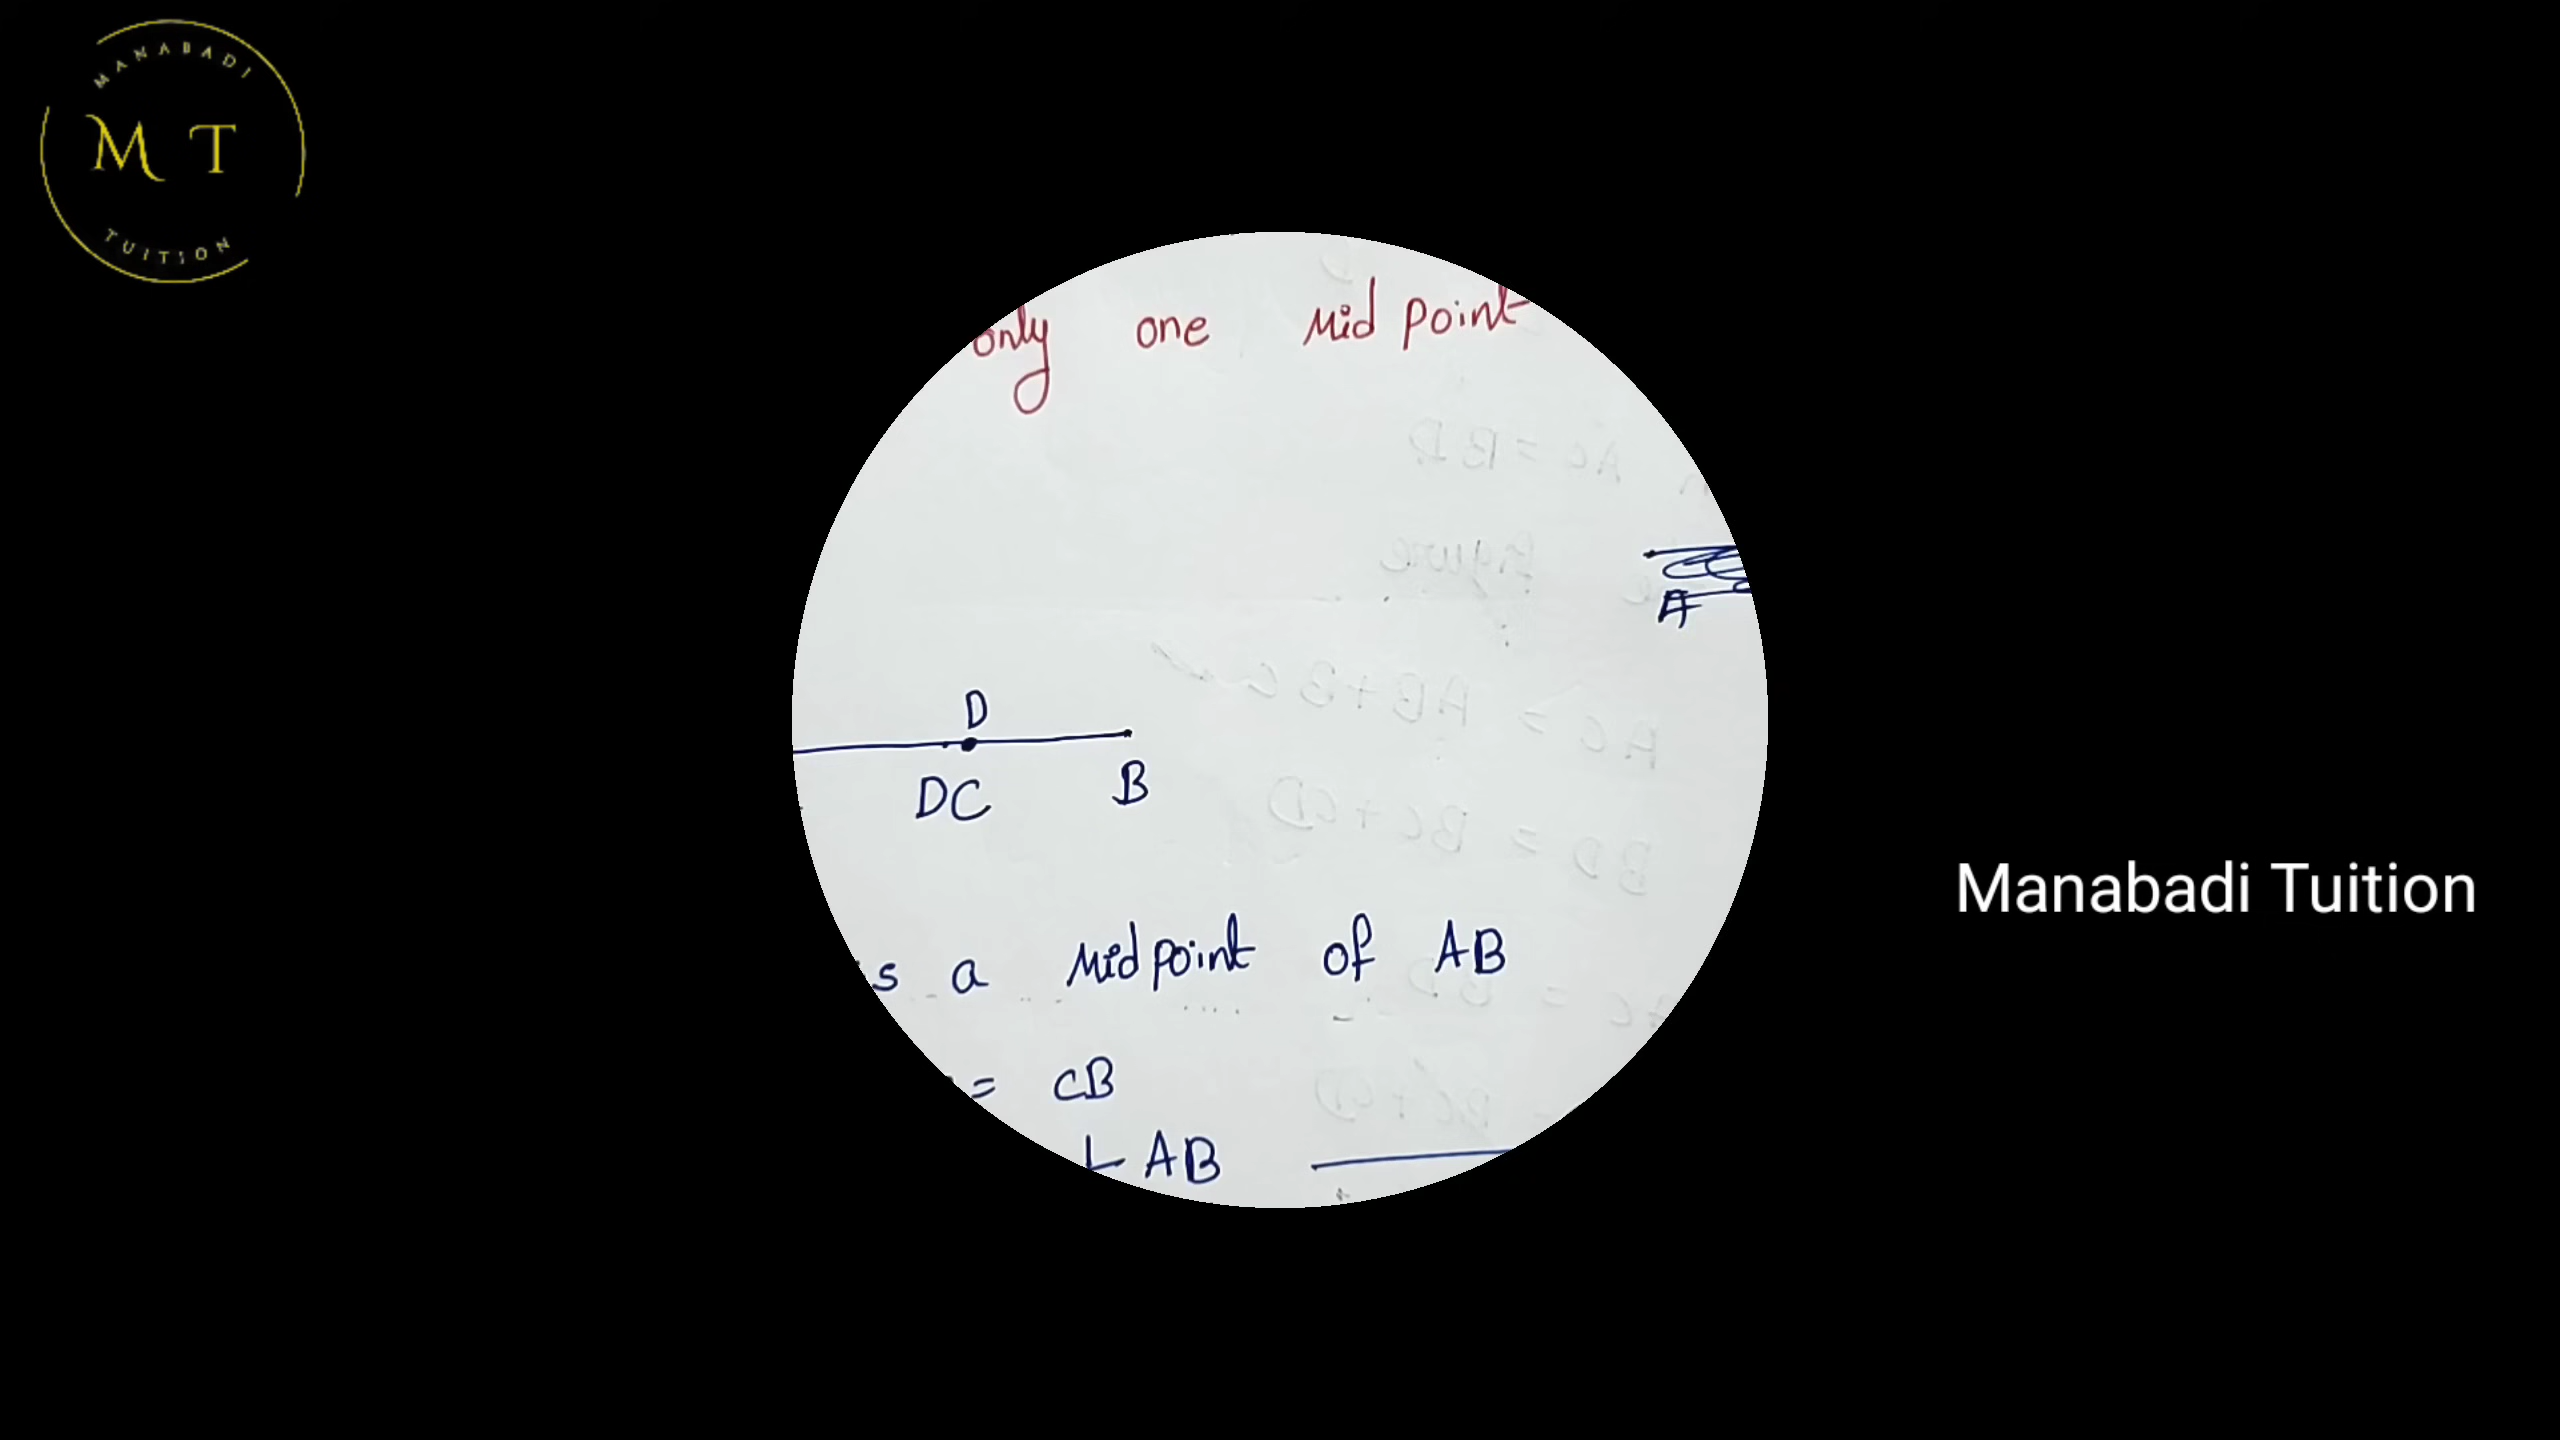 MANABADI
M T
TUITION
only one Mid point
A
D
DC B
a Midpoint of AB
= CB
AB
Manabadi Tuition